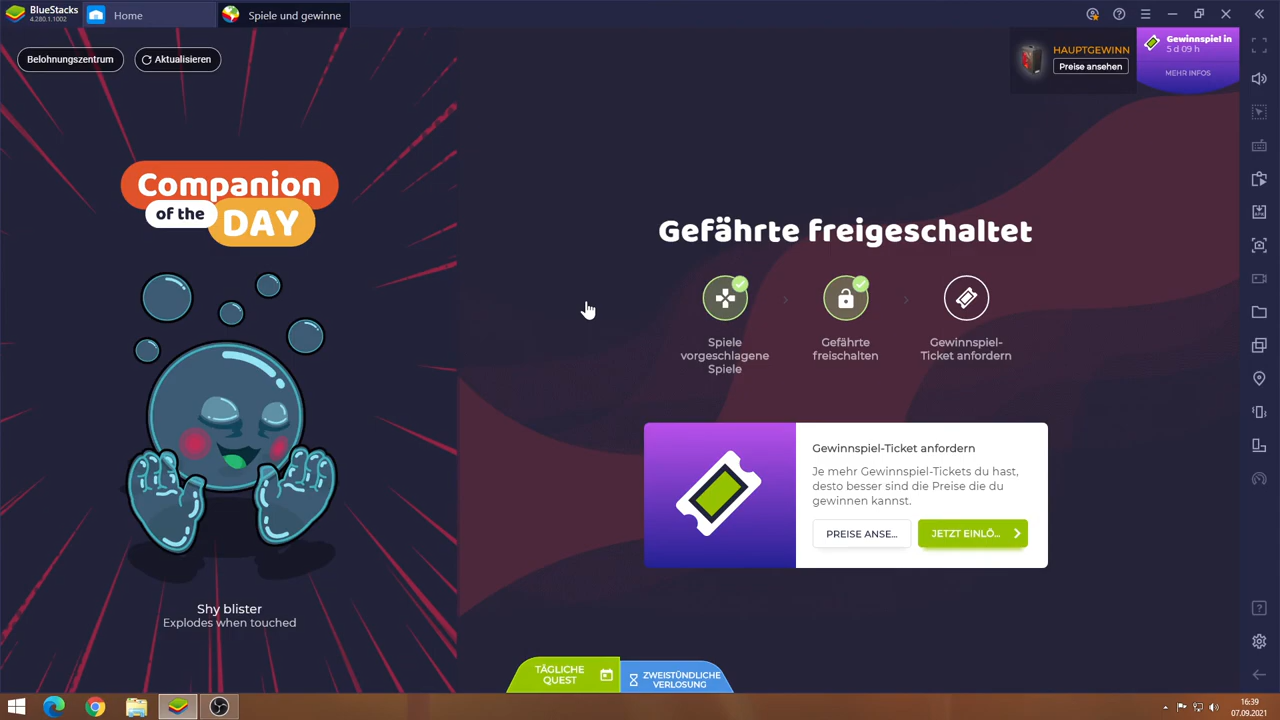 BlueStacks
4.280.1.1002
Home
Spiele und gewinne
Belohnungszentrum
Aktualisieren
HAUPTGEWINN
Preise ansehen
Gewinnspiel in
5 d 09 h
MEHR INFOS
Companion
of the
DAY
Shy blister
Explodes when touched
Gefährte freigeschaltet
Spiele
vorgeschlagene
Spiele
Gefährte
freischalten
Gewinnspiel-
Ticket anfordern
Gewinnspiel-Ticket anfordern
Je mehr Gewinnspiel-Tickets du hast,
desto besser sind die Preise die du
gewinnen kannst.
PREISE ANSE...
JETZT EINLÖ...
TÄGLICHE
QUEST
ZWEISTÜNDLICHE
VERLOSUNG
16:39
07.09.2021